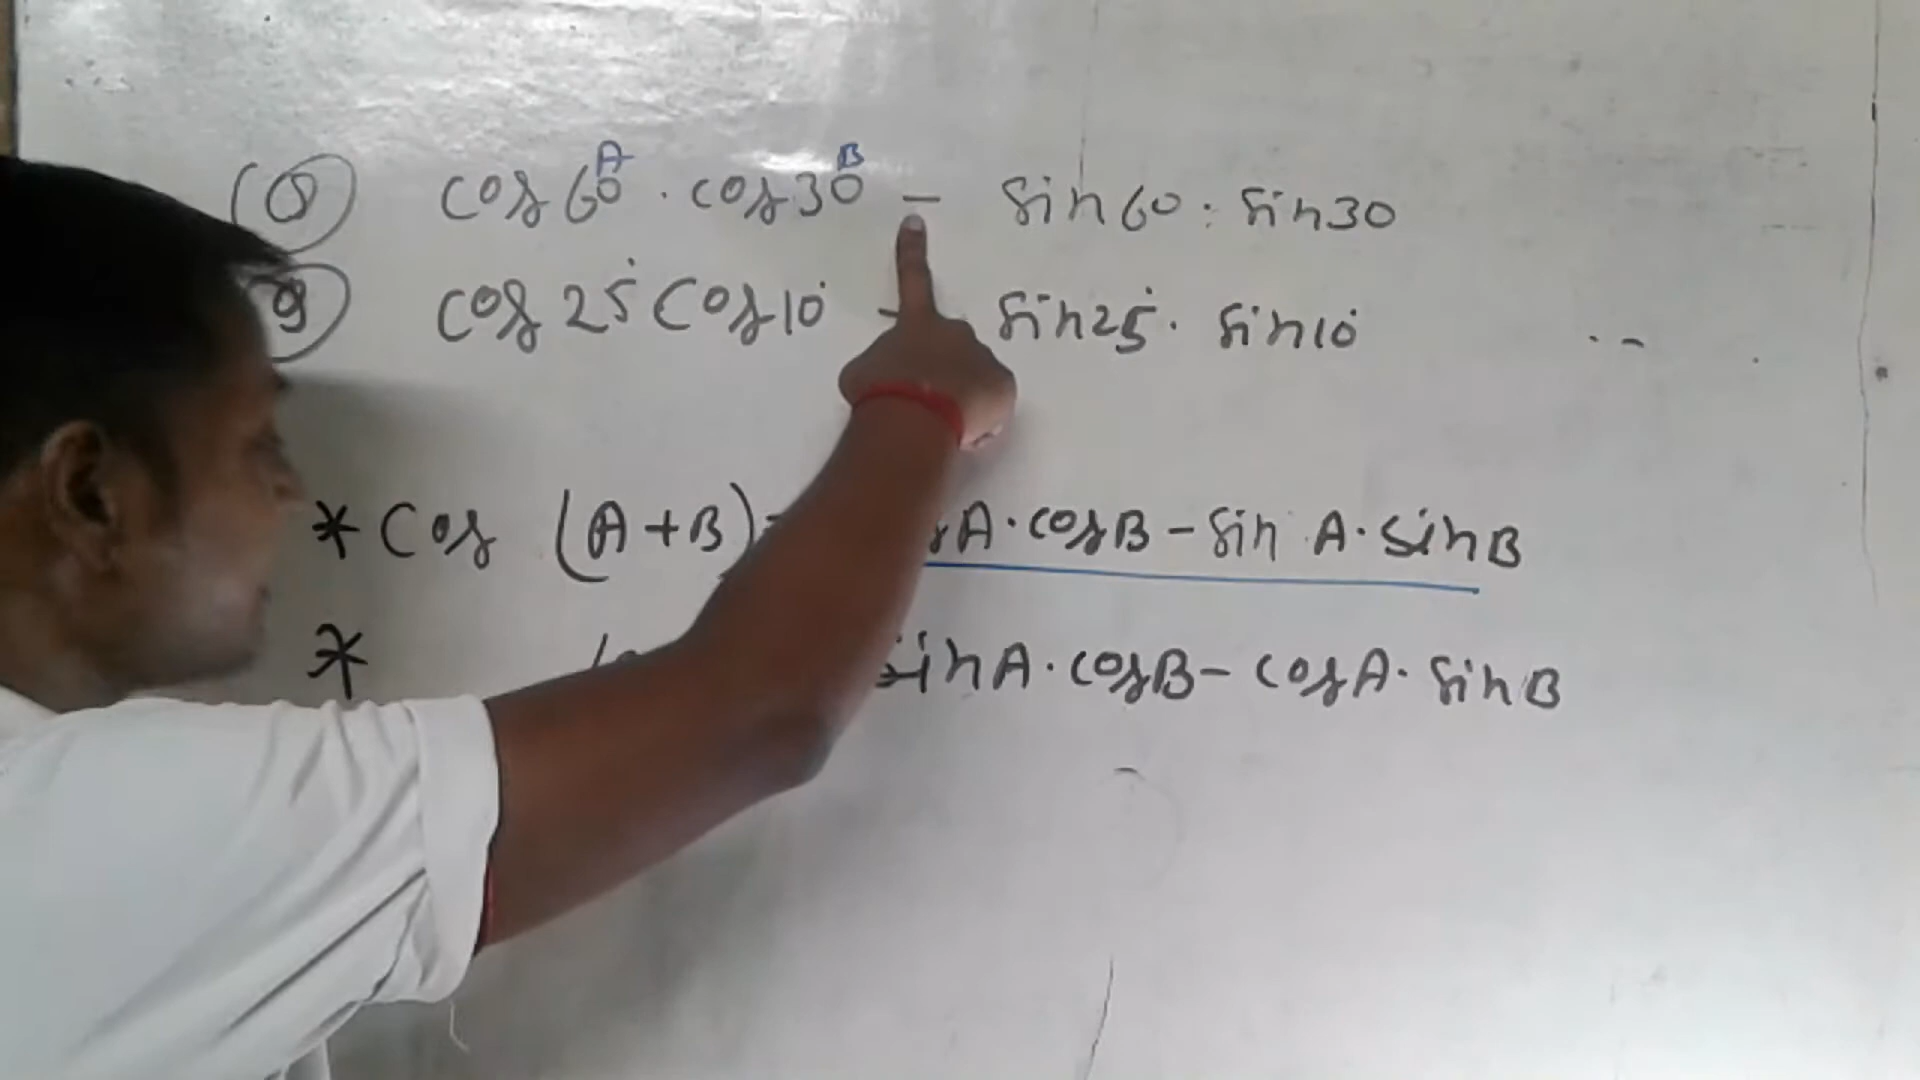 (8) cos 60 A . cos 30 B - sin 60 . sin 30
9) cos 25° cos 10° - sin 25° . sin 10°
* cos (A+B) = A . cos B - sin A . sin B
* sin A . cos B - cos A . sin B